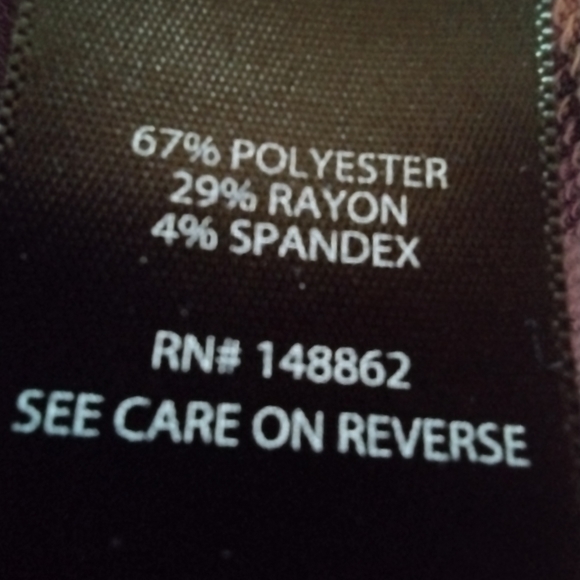 67% POLYESTER
29% RAYON
4% SPANDEX
RN# 148862
SEE CARE ON REVERSE